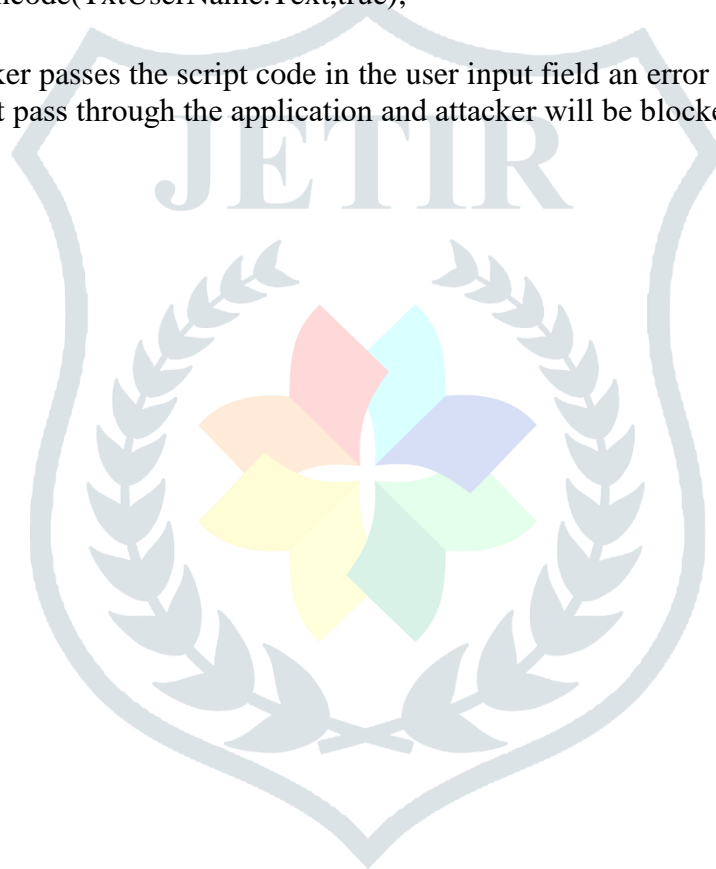 ncode(TxtUserName.Text,true);
ker passes the script code in the user input field an error
t pass through the application and attacker will be blocke
JETIR